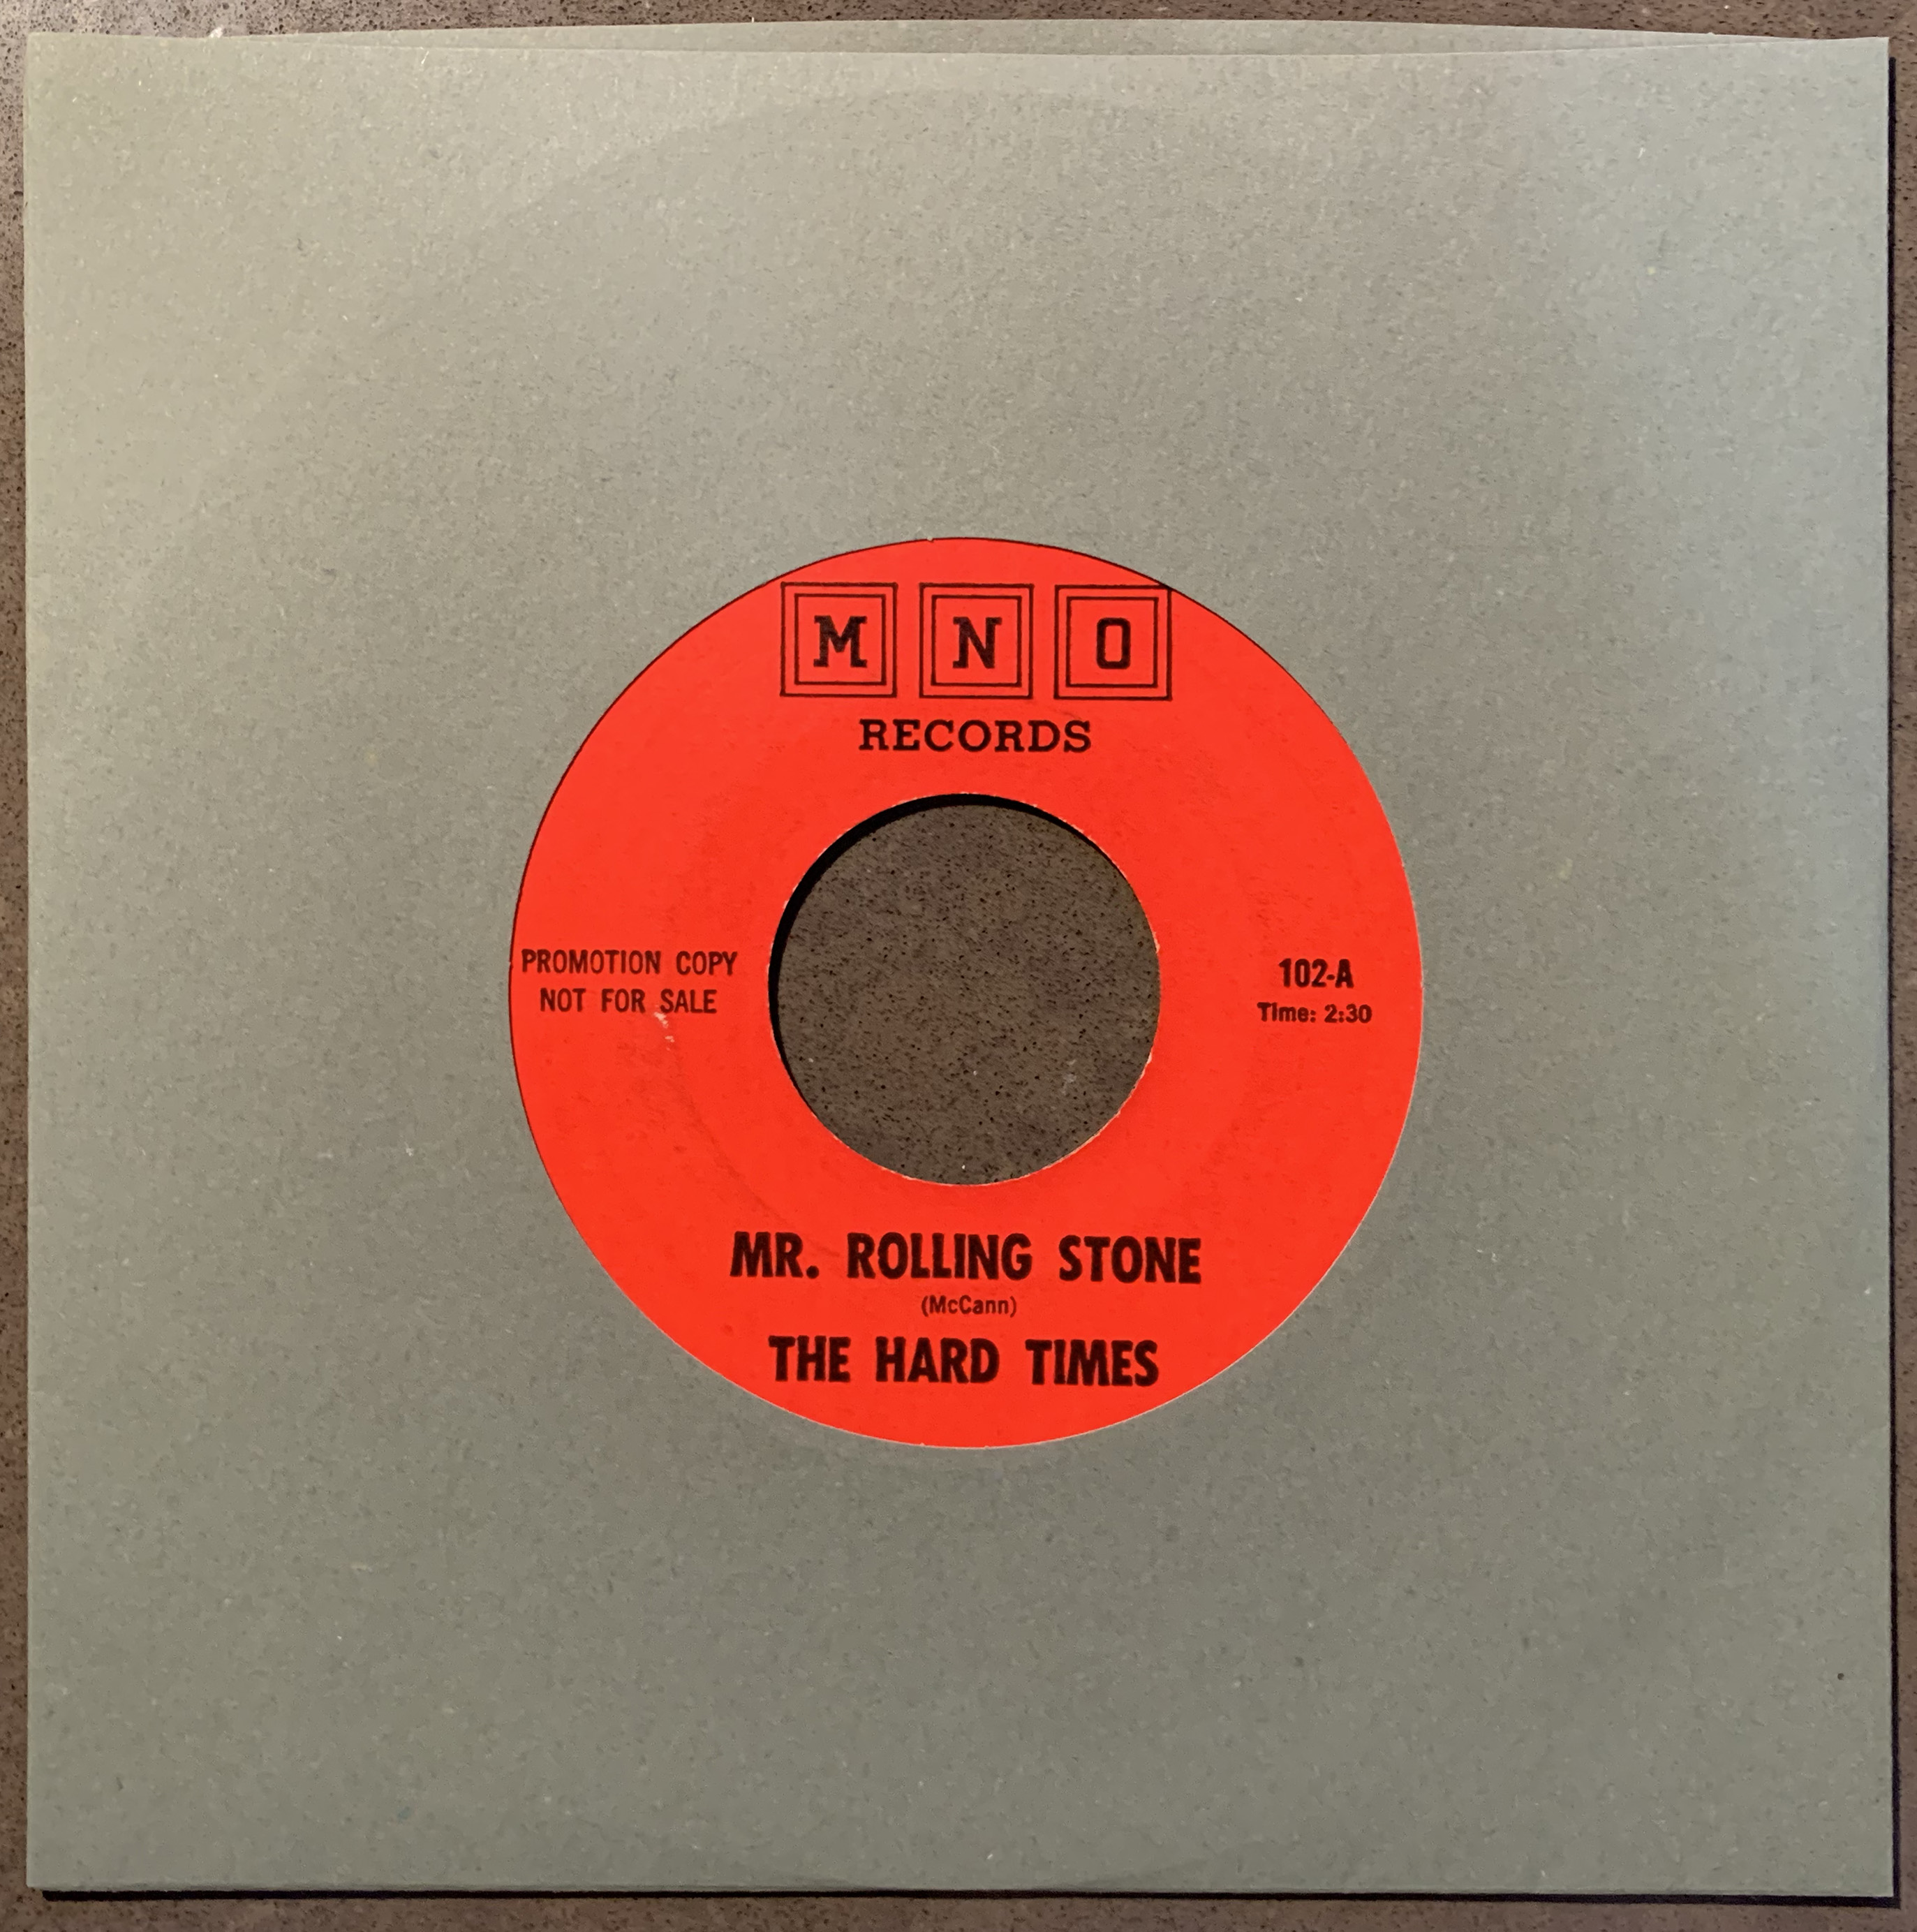 M N O
RECORDS
PROMOTION COPY
NOT FOR SALE
102-A
Time: 2:30
MR. ROLLING STONE
(McCann)
THE HARD TIMES